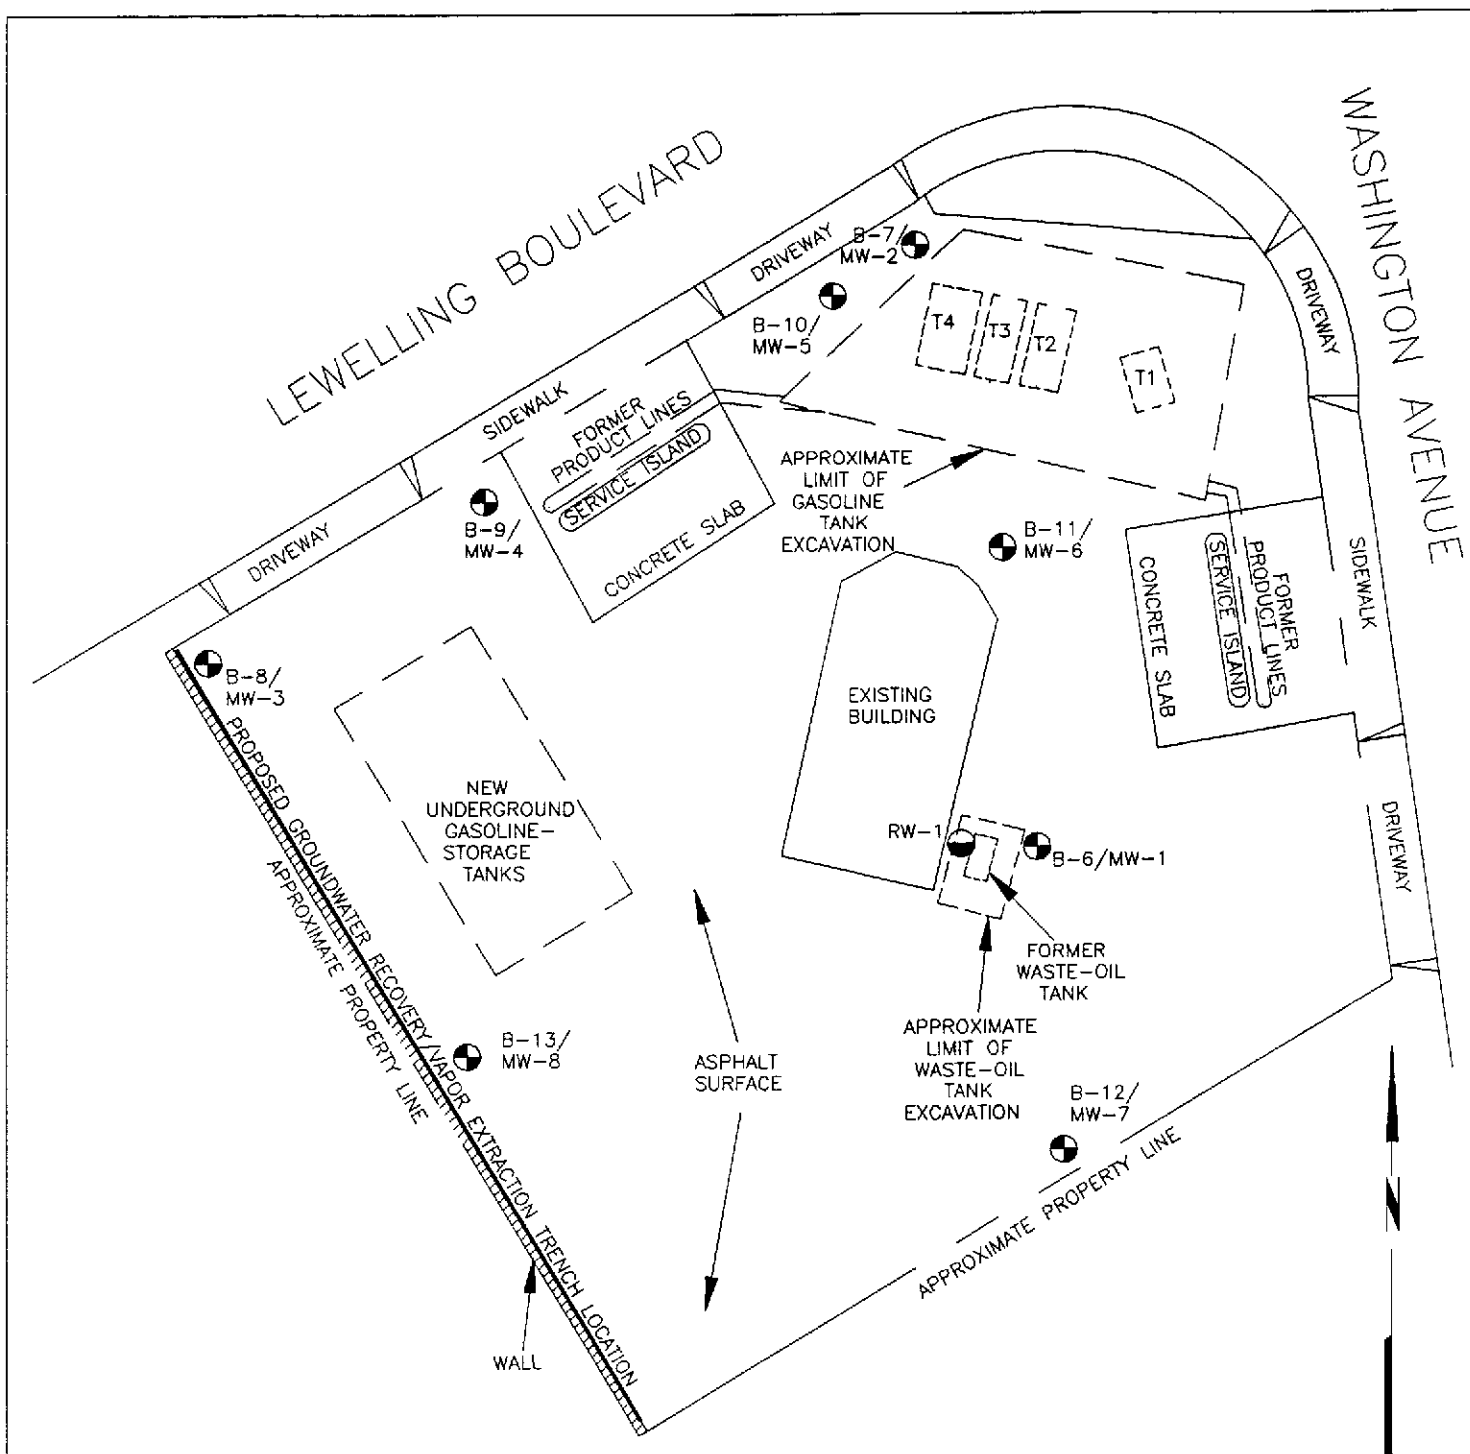 LEWELLING BOULEVARD
WASHINGTON AVENUE
DRIVEWAY
B-7/
MW-2
DRIVEWAY
B-10/
MW-5
T4
T3
T2
T1
SIDEWALK
FORMER
PRODUCT LINES
SERVICE ISLAND
CONCRETE SLAB
APPROXIMATE
LIMIT OF
GASOLINE
TANK
EXCAVATION
B-9/
MW-4
DRIVEWAY
B-11/
MW-6
SIDEWALK
FORMER
PRODUCT LINES
SERVICE ISLAND
CONCRETE SLAB
B-8/
MW-3
EXISTING
BUILDING
NEW
UNDERGROUND
GASOLINE-
STORAGE
TANKS
PROPOSED GROUNDWATER RECOVERY/VAPOR EXTRACTION TRENCH LOCATION
APPROXIMATE PROPERTY LINE
RW-1
B-6/MW-1
DRIVEWAY
FORMER
WASTE-OIL
TANK
APPROXIMATE
LIMIT OF
WASTE-OIL
TANK
EXCAVATION
B-13/
MW-8
ASPHALT
SURFACE
B-12/
MW-7
APPROXIMATE PROPERTY LINE
WALL
N